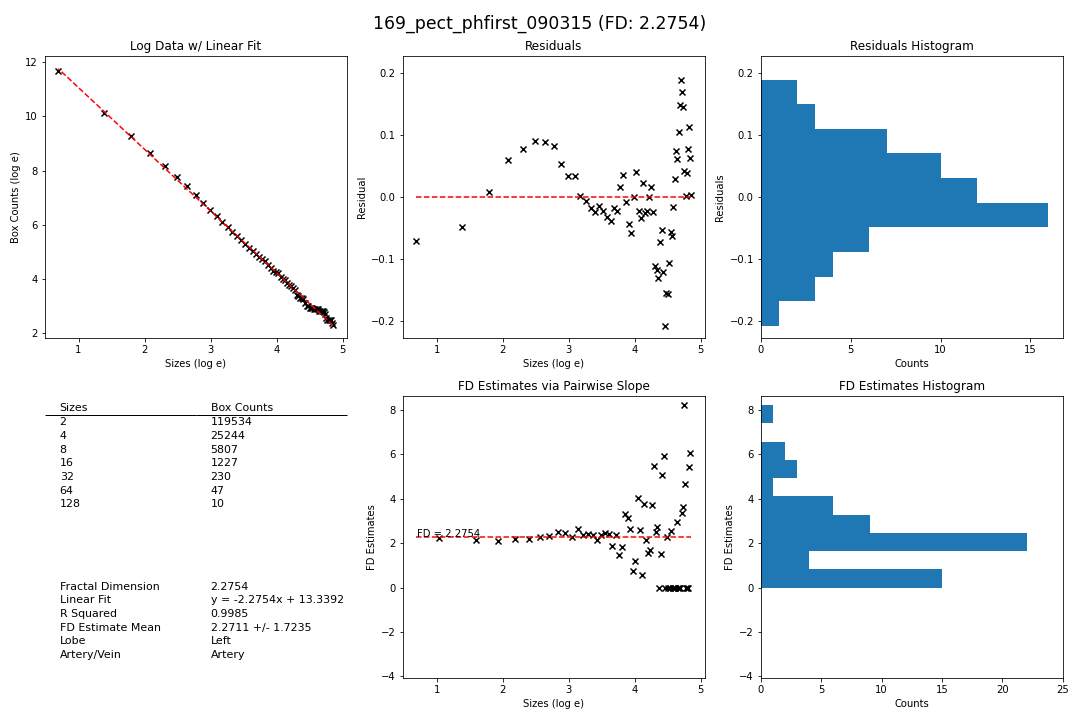 169_pect_phfirst_090315 (FD: 2.2754)
Log Data w/ Linear Fit
12
10
8
6
4
2
Box Counts (log e)
1 2 3 4 5
Sizes (log e)
Residuals
0.2
0.1
0.0
−0.1
−0.2
Residual
1 2 3 4 5
Sizes (log e)
Residuals Histogram
0.2
0.1
0.0
−0.1
−0.2
Residuals
0 5 10 15
Counts
Sizes Box Counts
2 119534
4 25244
8 5807
16 1227
32 230
64 47
128 10
Fractal Dimension 2.2754
Linear Fit y = -2.2754x + 13.3392
R Squared 0.9985
FD Estimate Mean 2.2711 +/- 1.7235
Lobe Left
Artery/Vein Artery
FD Estimates via Pairwise Slope
8
6
4
2
0
−2
−4
FD Estimates
FD = 2.2754
1 2 3 4 5
Sizes (log e)
FD Estimates Histogram
8
6
4
2
0
−2
−4
FD Estimates
0 5 10 15 20 25
Counts